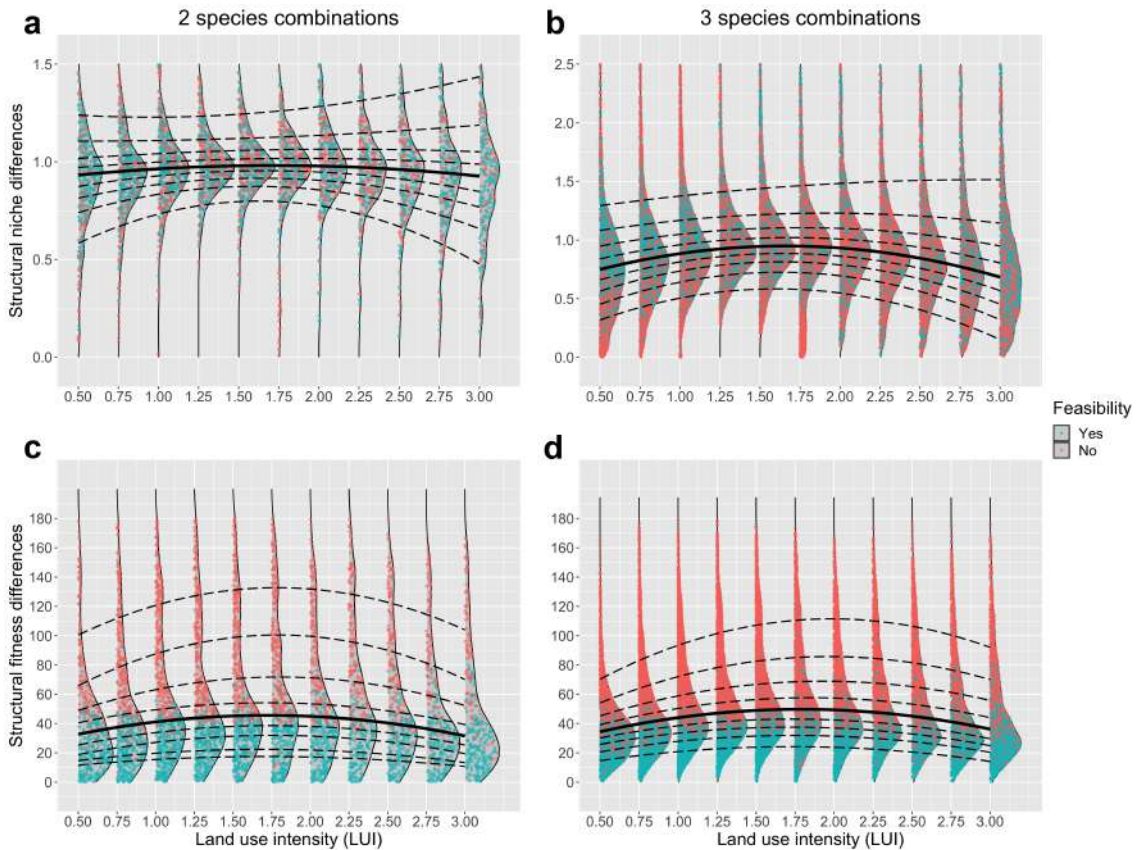 a 2 species combinations
b 3 species combinations
Structural niche differences
1.5
1.0
0.5
0.0
0.50 0.75 1.00 1.25 1.50 1.75 2.00 2.25 2.50 2.75 3.00
2.5
2.0
1.5
1.0
0.5
0.0
0.50 0.75 1.00 1.25 1.50 1.75 2.00 2.25 2.50 2.75 3.00
Feasibility
Yes
No
c
d
Structural fitness differences
180
160
140
120
100
80
60
40
20
0
0.50 0.75 1.00 1.25 1.50 1.75 2.00 2.25 2.50 2.75 3.00
Land use intensity (LUI)
180
160
140
120
100
80
60
40
20
0
0.50 0.75 1.00 1.25 1.50 1.75 2.00 2.25 2.50 2.75 3.00
Land use intensity (LUI)